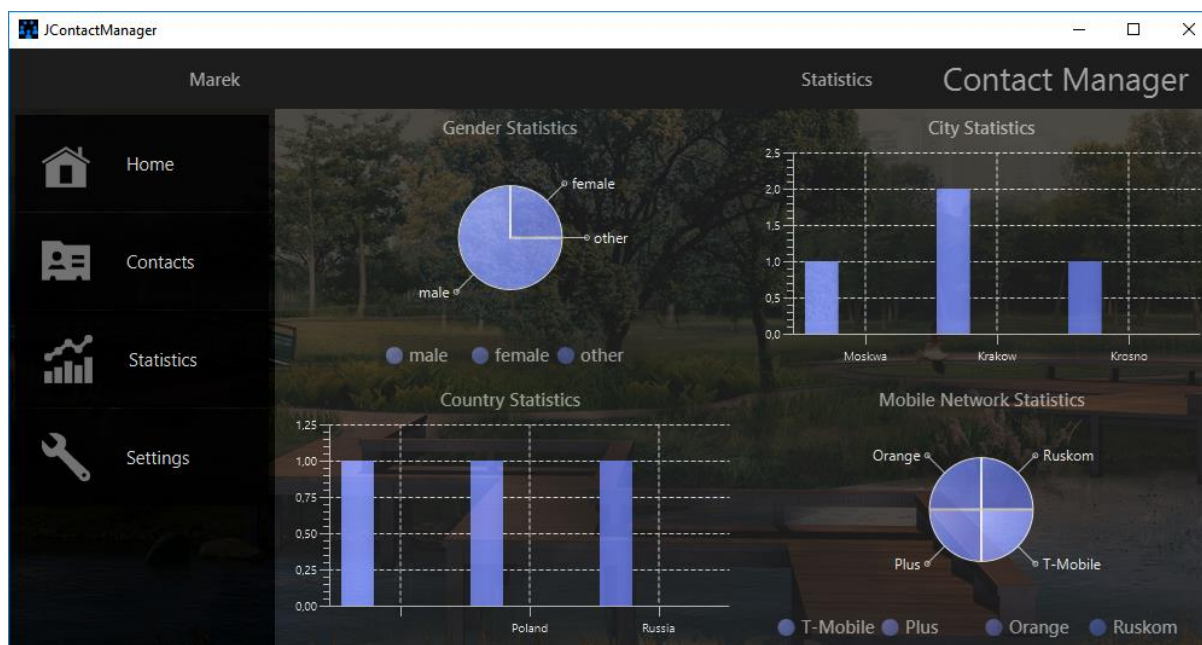 JContactManager
Marek
Statistics
Contact Manager
Home
Contacts
Statistics
Settings
Gender Statistics
female
other
male
male female other
City Statistics
2,5
2,0
1,5
1,0
0,5
0,0
Moskwa Krakow Krosno
Country Statistics
1,25
1,00
0,75
0,50
0,25
0,00
Poland Russia
Mobile Network Statistics
Orange Ruskom
Plus T-Mobile
T-Mobile Plus Orange Ruskom